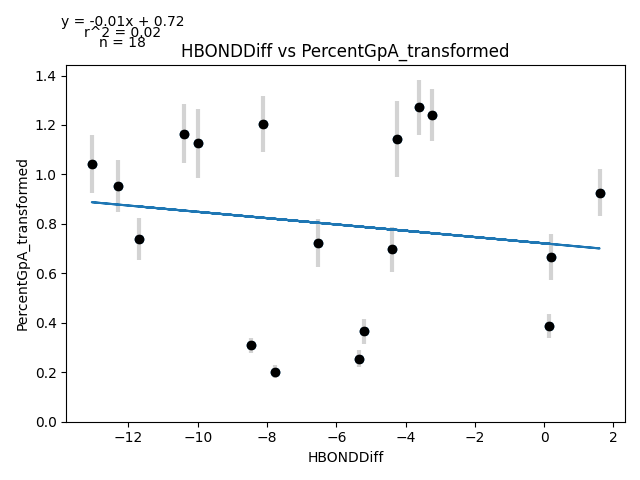 y = -0.01x + 0.72
r^2 = 0.02
n = 18
HBONDDiff vs PercentGpA_transformed
PercentGpA_transformed
1.4
1.2
1.0
0.8
0.6
0.4
0.2
0.0
−12
−10
−8
−6
−4
−2
0
2
HBONDDiff